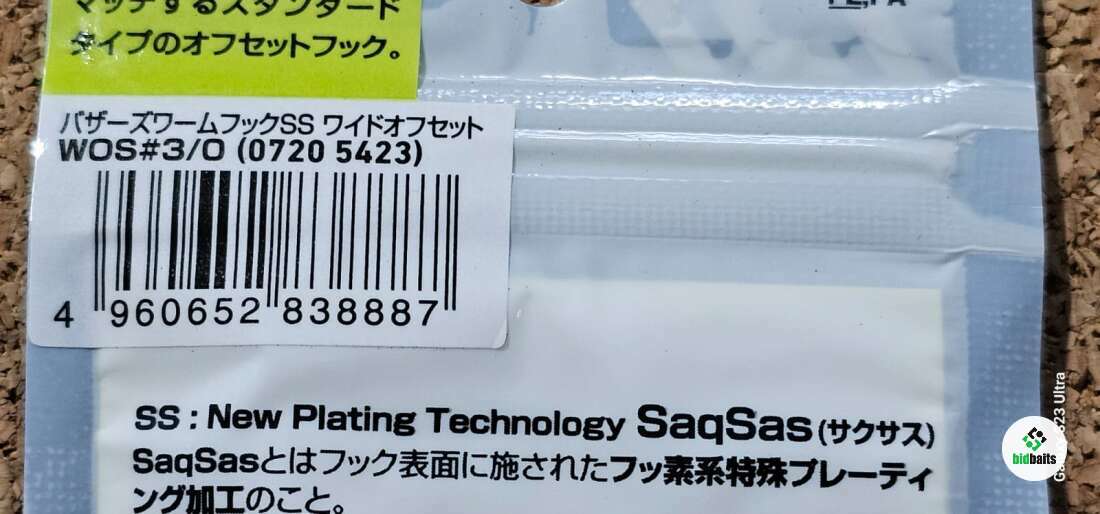 マッチするスタンダード
タイプのオフセットフック。
PE,PA
バザーズワームフックSS ワイドオフセット
WOS#3/0 (0720 5423)
4 960652 838887
SS : New Plating Technology SaqSas (サクサス)
SaqSasとはフック表面に施されたフッ素系特殊プレーティ
ング加工のこと。
bidbaits